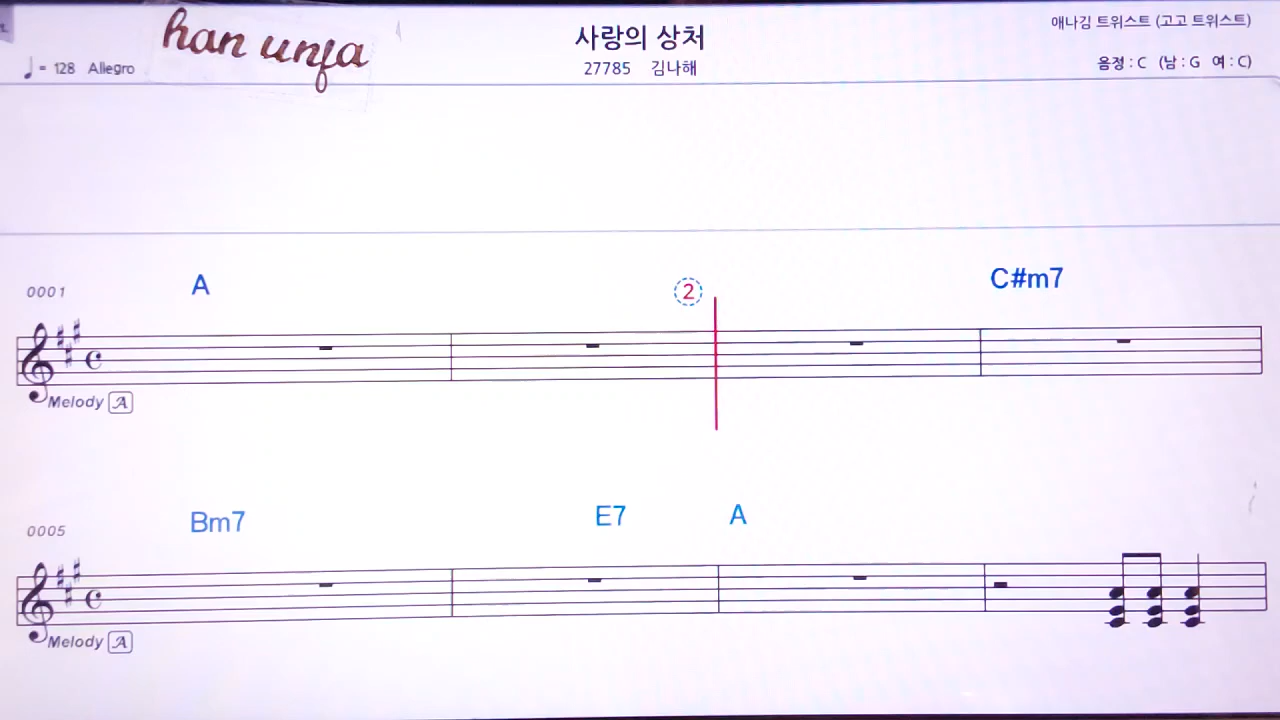 han unfa
사랑의 상처
애나김 트위스트 (고고 트위스트)
♩ = 128 Allegro
27785 김나해
음정 : C (남 : G 여 : C)
0001
A
2
C#m7
Melody A
0005
Bm7
E7
A
Melody A